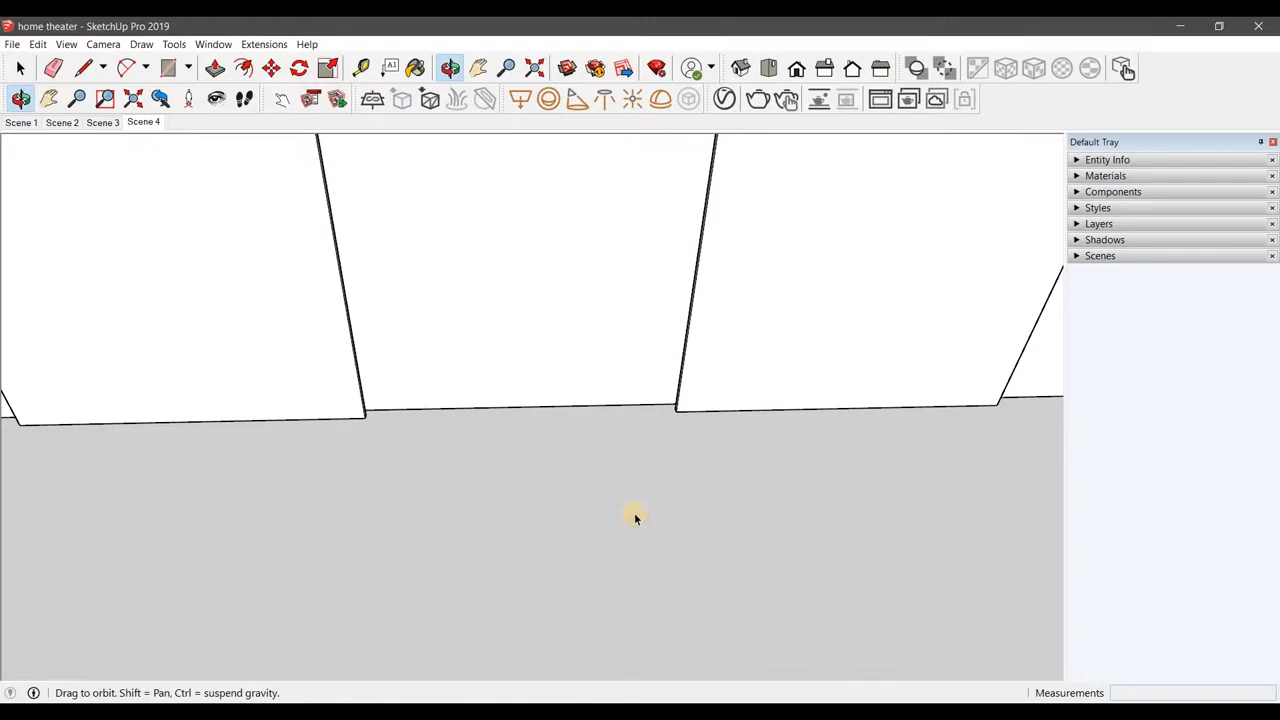 home theater - SketchUp Pro 2019
File Edit View Camera Draw Tools Window Extensions Help
A1
Scene 1 Scene 2 Scene 3 Scene 4
Default Tray
Entity Info
Materials
Components
Styles
Layers
Shadows
Scenes
Drag to orbit. Shift = Pan, Ctrl = suspend gravity.
Measurements